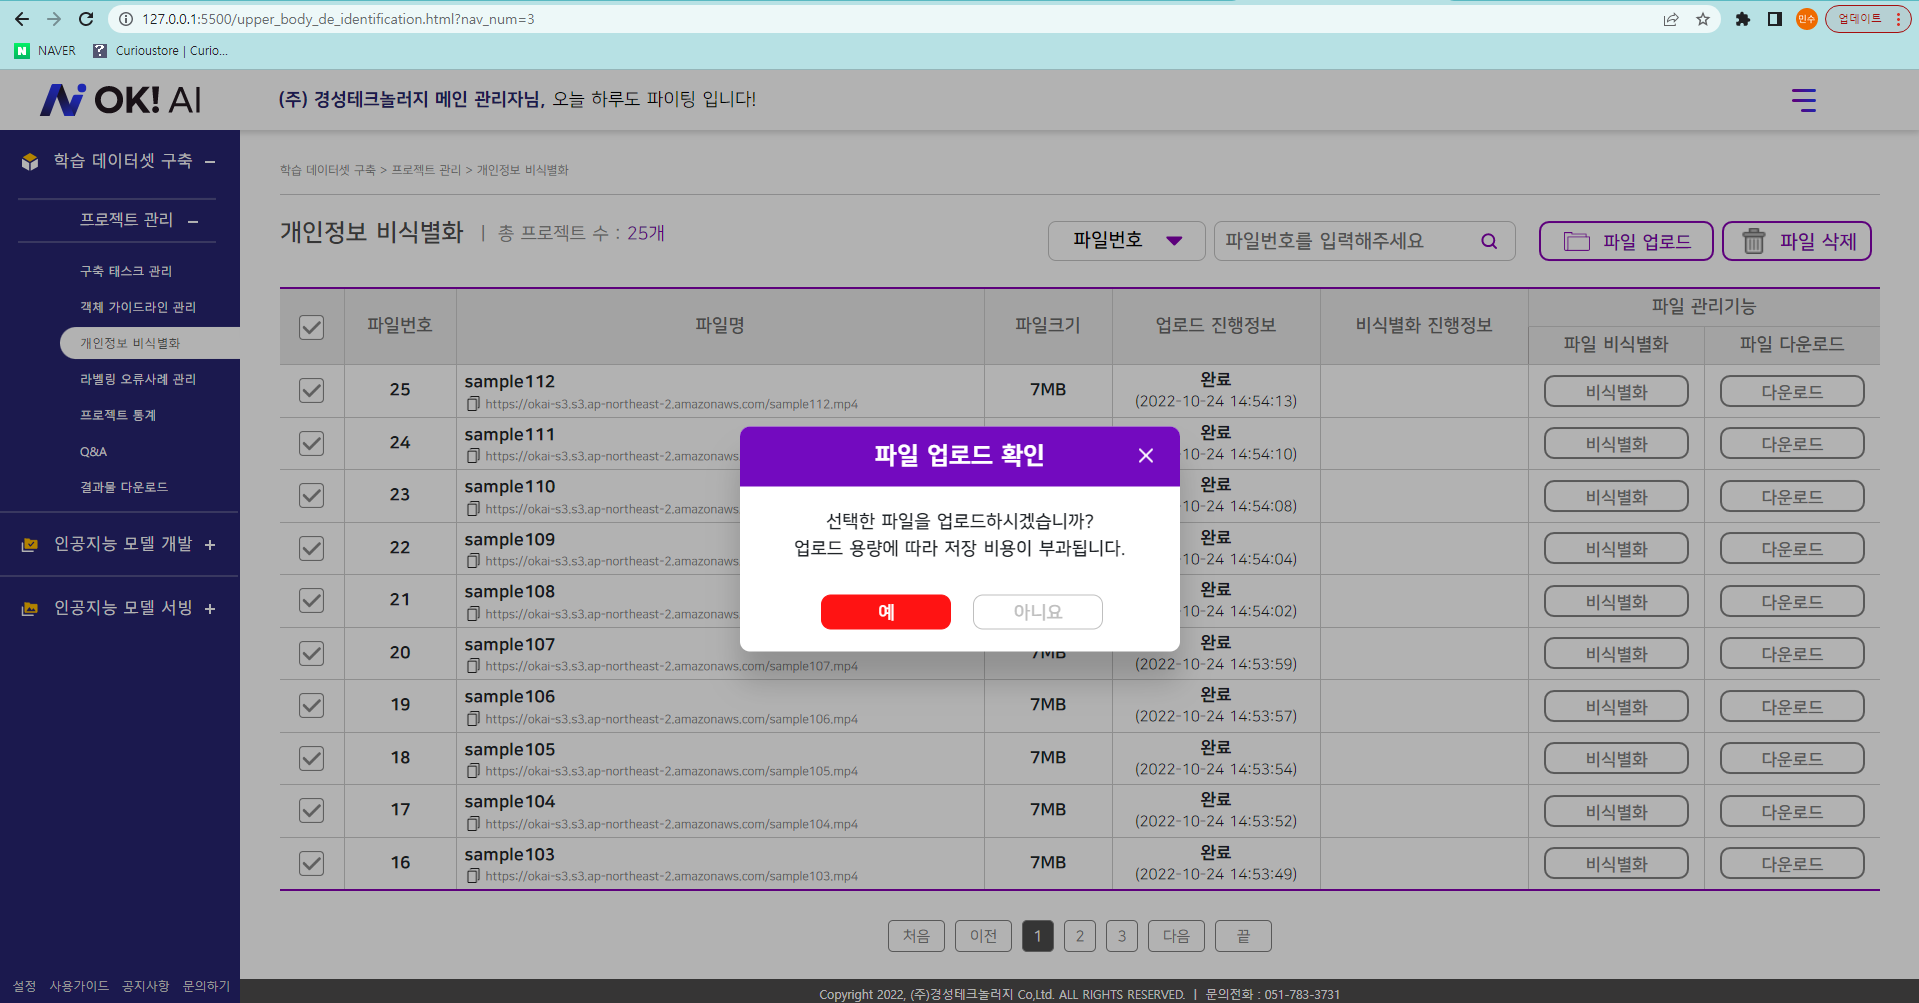 127.0.0.1:5500/upper_body_de_identification.html?nav_num=3
인수
업데이트
NAVER
Curioustore | Curio...
OK! AI
(주) 경성테크놀러지 메인 관리자님, 오늘 하루도 파이팅 입니다!
학습 데이터셋 구축
프로젝트 관리
구축 태스크 관리
객체 가이드라인 관리
개인정보 비식별화
라벨링 오류사례 관리
프로젝트 통계
Q&A
결과물 다운로드
인공지능 모델 개발
인공지능 모델 서빙
설정 사용가이드 공지사항 문의하기
학습 데이터셋 구축 > 프로젝트 관리 > 개인정보 비식별화
개인정보 비식별화 | 총 프로젝트 수 : 25개
파일번호
파일번호를 입력해주세요
파일 업로드
파일 삭제
파일번호 파일명 파일크기 업로드 진행정보 비식별화 진행정보 파일 관리기능
파일 비식별화 파일 다운로드
25 sample112 7MB 완료 비식별화 다운로드
https://okai-s3.s3.ap-northeast-2.amazonaws.com/sample112.mp4 (2022-10-24 14:54:13)
24 sample111 완료 비식별화 다운로드
https://okai-s3.s3.ap-northeast-2.amazonaws. 10-24 14:54:10)
23 sample110 완료 비식별화 다운로드
https://okai-s3.s3.ap-northeast-2.amazonaws. 10-24 14:54:08)
22 sample109 완료 비식별화 다운로드
https://okai-s3.s3.ap-northeast-2.amazonaws. 10-24 14:54:04)
21 sample108 완료 비식별화 다운로드
https://okai-s3.s3.ap-northeast-2.amazonaws. 10-24 14:54:02)
20 sample107 7MB 완료 비식별화 다운로드
https://okai-s3.s3.ap-northeast-2.amazonaws.com/sample107.mp4 (2022-10-24 14:53:59)
19 sample106 7MB 완료 비식별화 다운로드
https://okai-s3.s3.ap-northeast-2.amazonaws.com/sample106.mp4 (2022-10-24 14:53:57)
18 sample105 7MB 완료 비식별화 다운로드
https://okai-s3.s3.ap-northeast-2.amazonaws.com/sample105.mp4 (2022-10-24 14:53:54)
17 sample104 7MB 완료 비식별화 다운로드
https://okai-s3.s3.ap-northeast-2.amazonaws.com/sample104.mp4 (2022-10-24 14:53:52)
16 sample103 7MB 완료 비식별화 다운로드
https://okai-s3.s3.ap-northeast-2.amazonaws.com/sample103.mp4 (2022-10-24 14:53:49)
파일 업로드 확인
선택한 파일을 업로드하시겠습니까?
업로드 용량에 따라 저장 비용이 부과됩니다.
예 아니요
처음 이전 1 2 3 다음 끝
Copyright 2022, (주)경성테크놀러지 Co,Ltd. ALL RIGHTS RESERVED. | 문의전화 : 051-783-3731